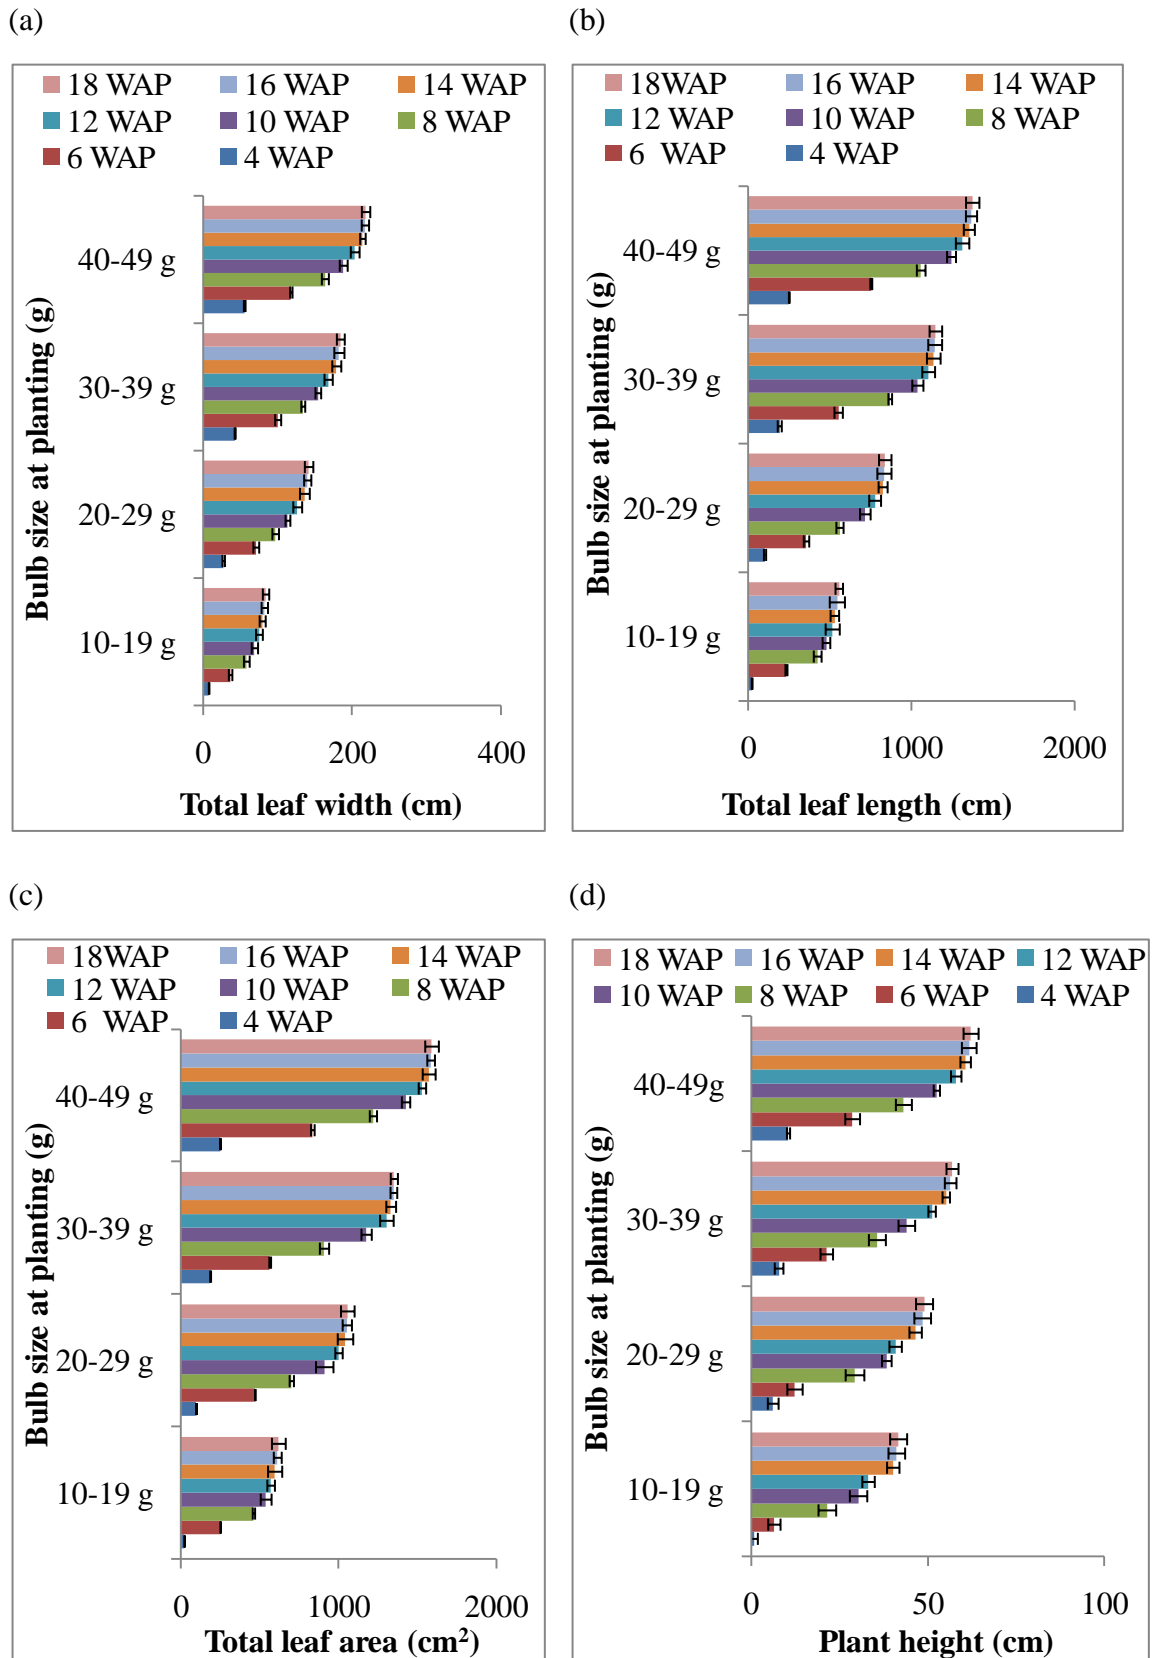 (a)
18 WAP 16 WAP 14 WAP
12 WAP 10 WAP 8 WAP
6 WAP 4 WAP
Bulb size at planting (g)
40-49 g
30-39 g
20-29 g
10-19 g
0 200 400
Total leaf width (cm)
(b)
18WAP 16 WAP 14 WAP
12 WAP 10 WAP 8 WAP
6 WAP 4 WAP
Bulb size at planting (g)
40-49 g
30-39 g
20-29 g
10-19 g
0 1000 2000
Total leaf length (cm)
(c)
18WAP 16 WAP 14 WAP
12 WAP 10 WAP 8 WAP
6 WAP 4 WAP
Bulb size at planting (g)
40-49 g
30-39 g
20-29 g
10-19 g
0 1000 2000
Total leaf area (cm²)
(d)
18 WAP 16 WAP 14 WAP 12 WAP
10 WAP 8 WAP 6 WAP 4 WAP
Bulb size at planting (g)
40-49g
30-39 g
20-29 g
10-19 g
0 50 100
Plant height (cm)